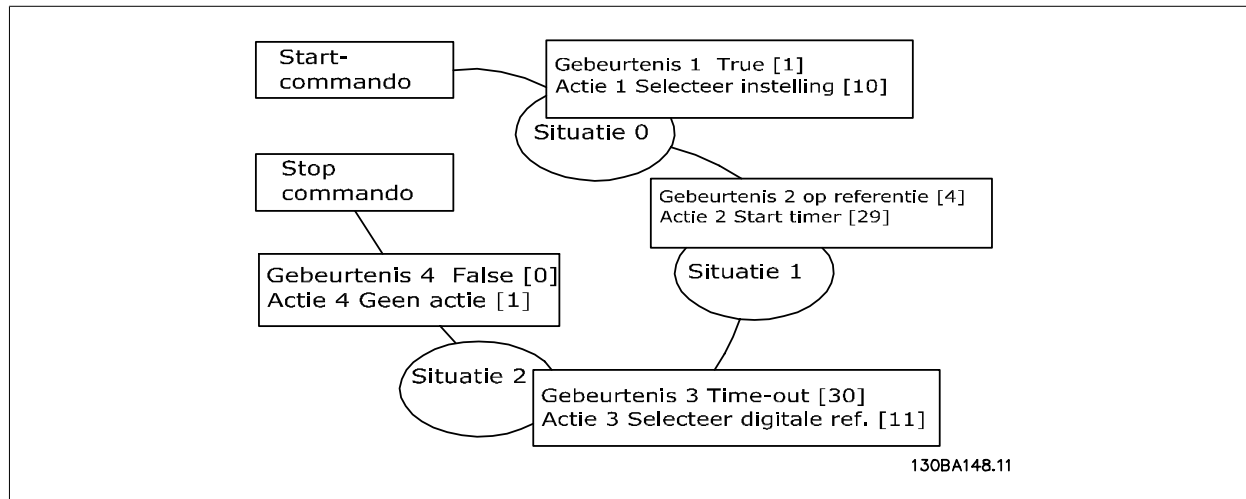 Start-
commando
Gebeurtenis 1 True [1]
Actie 1 Selecteer instelling [10]
Situatie 0
Stop
commando
Gebeurtenis 2 op referentie [4]
Actie 2 Start timer [29]
Situatie 1
Gebeurtenis 4 False [0]
Actie 4 Geen actie [1]
Situatie 2
Gebeurtenis 3 Time-out [30]
Actie 3 Selecteer digitale ref. [11]
130BA148.11